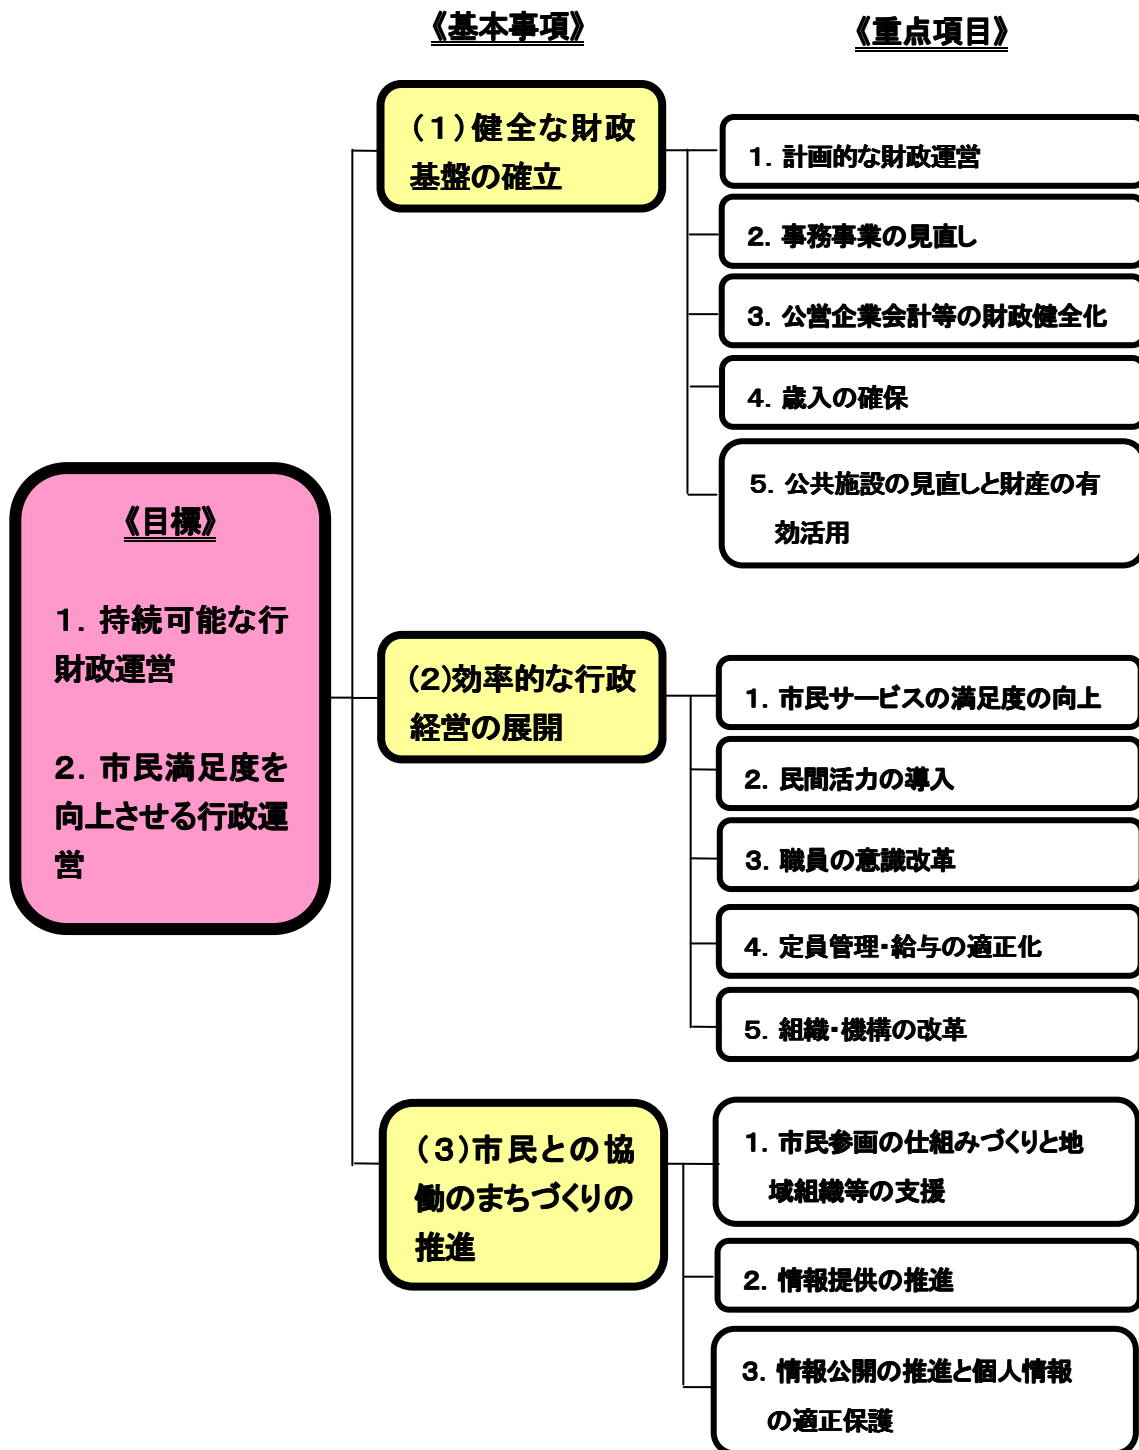 《基本事項》
《重点項目》
《目標》
１．持続可能な行
財政運営
２．市民満足度を
向上させる行政運
営
（１）健全な財政
基盤の確立
１．計画的な財政運営
２．事務事業の見直し
３．公営企業会計等の財政健全化
４．歳入の確保
５．公共施設の見直しと財産の有
効活用
（２）効率的な行政
経営の展開
１．市民サービスの満足度の向上
２．民間活力の導入
３．職員の意識改革
４．定員管理・給与の適正化
５．組織・機構の改革
（３）市民との協
働のまちづくりの
推進
１．市民参画の仕組みづくりと地
域組織等の支援
２．情報提供の推進
３．情報公開の推進と個人情報
の適正保護